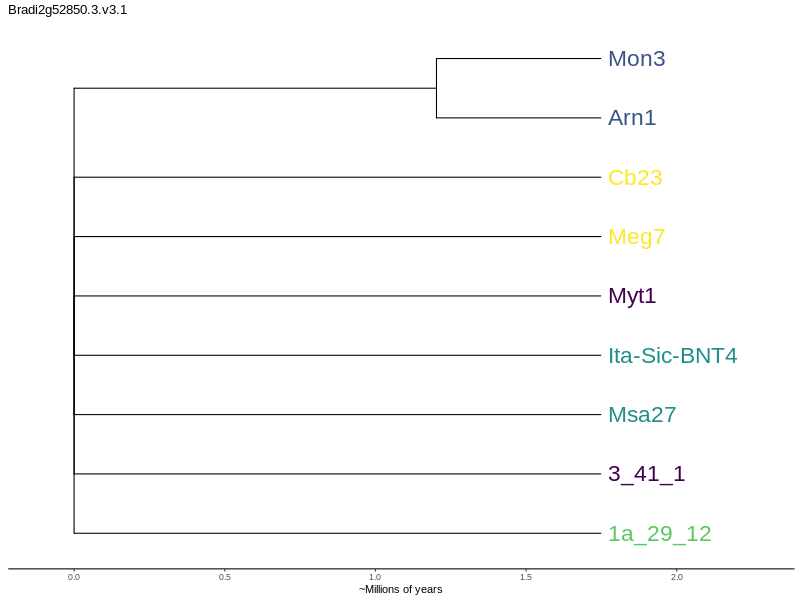 Bradi2g52850.3.v3.1
Mon3
Arn1
Cb23
Meg7
Myt1
Ita-Sic-BNT4
Msa27
3_41_1
1a_29_12
0.0 0.5 1.0 1.5 2.0
~Millions of years